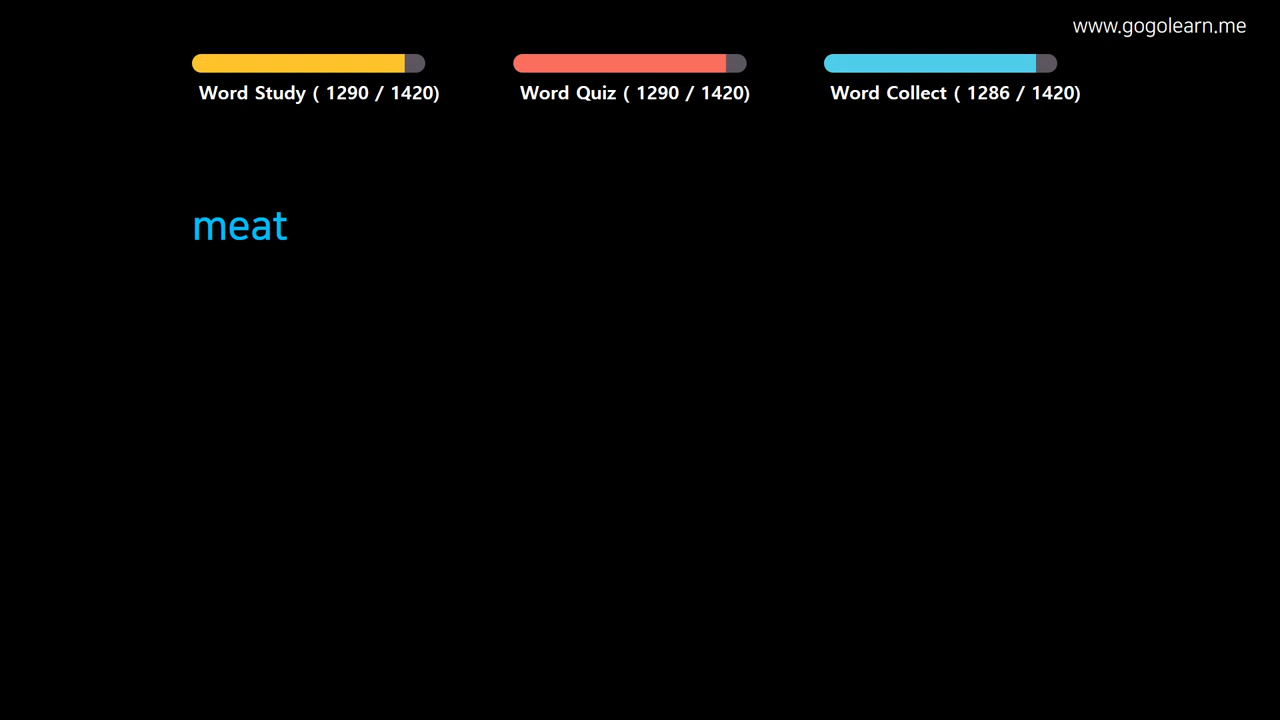 www.gogolearn.me
Word Study ( 1290 / 1420)
Word Quiz ( 1290 / 1420)
Word Collect ( 1286 / 1420)
meat